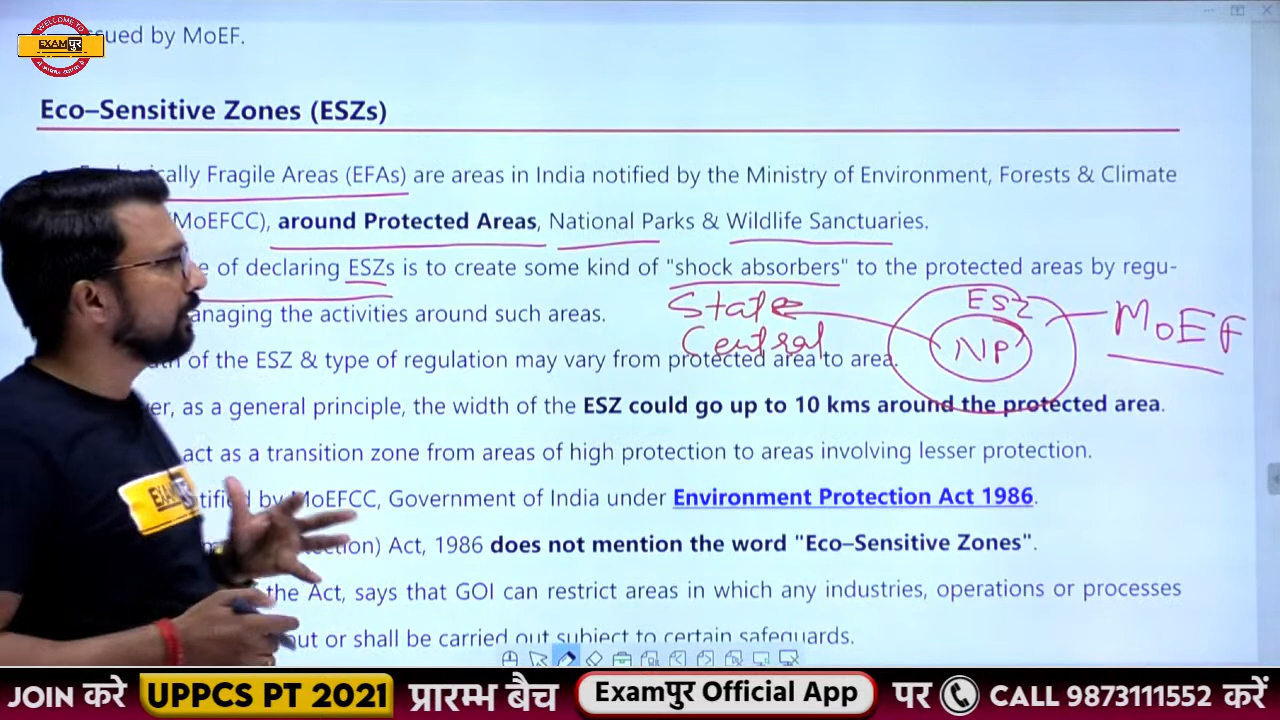 WELCOME TO
EXAMपुर
ssued by MoEF.
Eco–Sensitive Zones (ESZs)
cally Fragile Areas (EFAs) are areas in India notified by the Ministry of Environment, Forests & Climate
(MoEFCC), around Protected Areas, National Parks & Wildlife Sanctuaries.
e of declaring ESZs is to create some kind of "shock absorbers" to the protected areas by regu-
anaging the activities around such areas.
State
Central
ESZ
NP
MoEF
of the ESZ & type of regulation may vary from protected area to area.
er, as a general principle, the width of the ESZ could go up to 10 kms around the protected area.
act as a transition zone from areas of high protection to areas involving lesser protection.
tified by MoEFCC, Government of India under Environment Protection Act 1986.
tion) Act, 1986 does not mention the word "Eco–Sensitive Zones".
the Act, says that GOI can restrict areas in which any industries, operations or processes
out or shall be carried out subject to certain safeguards.
EXAM
JOIN करे UPPCS PT 2021 प्रारम्भ बैच Examपुर Official App पर CALL 9873111552 करें